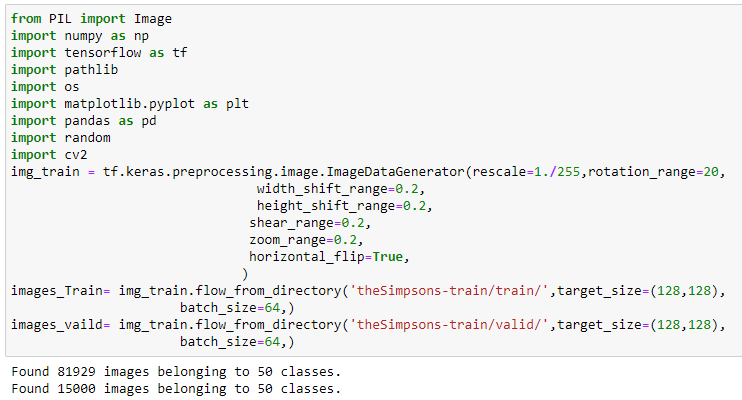 from PIL import Image
import numpy as np
import tensorflow as tf
import pathlib
import os
import matplotlib.pyplot as plt
import pandas as pd
import random
import cv2
img_train = tf.keras.preprocessing.image.ImageDataGenerator(rescale=1./255,rotation_range=20,
width_shift_range=0.2,
height_shift_range=0.2,
shear_range=0.2,
zoom_range=0.2,
horizontal_flip=True,
)
images_Train= img_train.flow_from_directory('theSimpsons-train/train/',target_size=(128,128),
batch_size=64,)
images_vaild= img_train.flow_from_directory('theSimpsons-train/valid/',target_size=(128,128),
batch_size=64,)
Found 81929 images belonging to 50 classes.
Found 15000 images belonging to 50 classes.